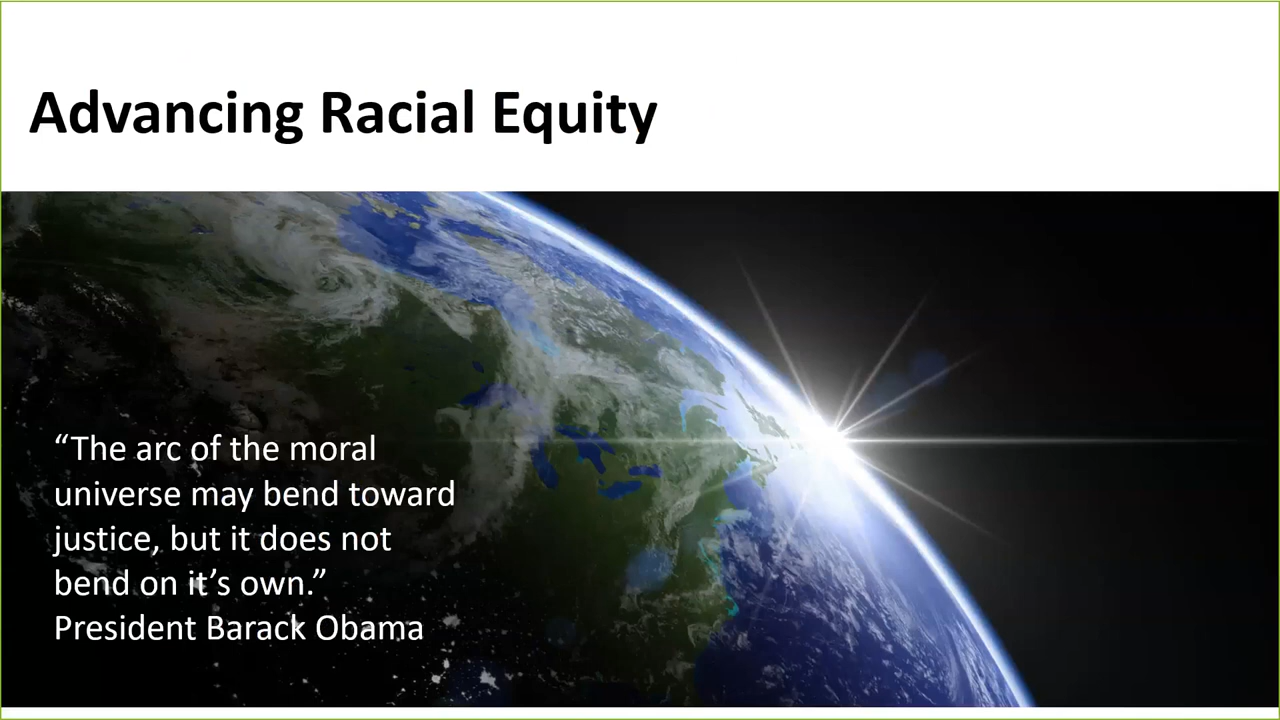 Advancing Racial Equity
“The arc of the moral
universe may bend toward
justice, but it does not
bend on it’s own.”
President Barack Obama